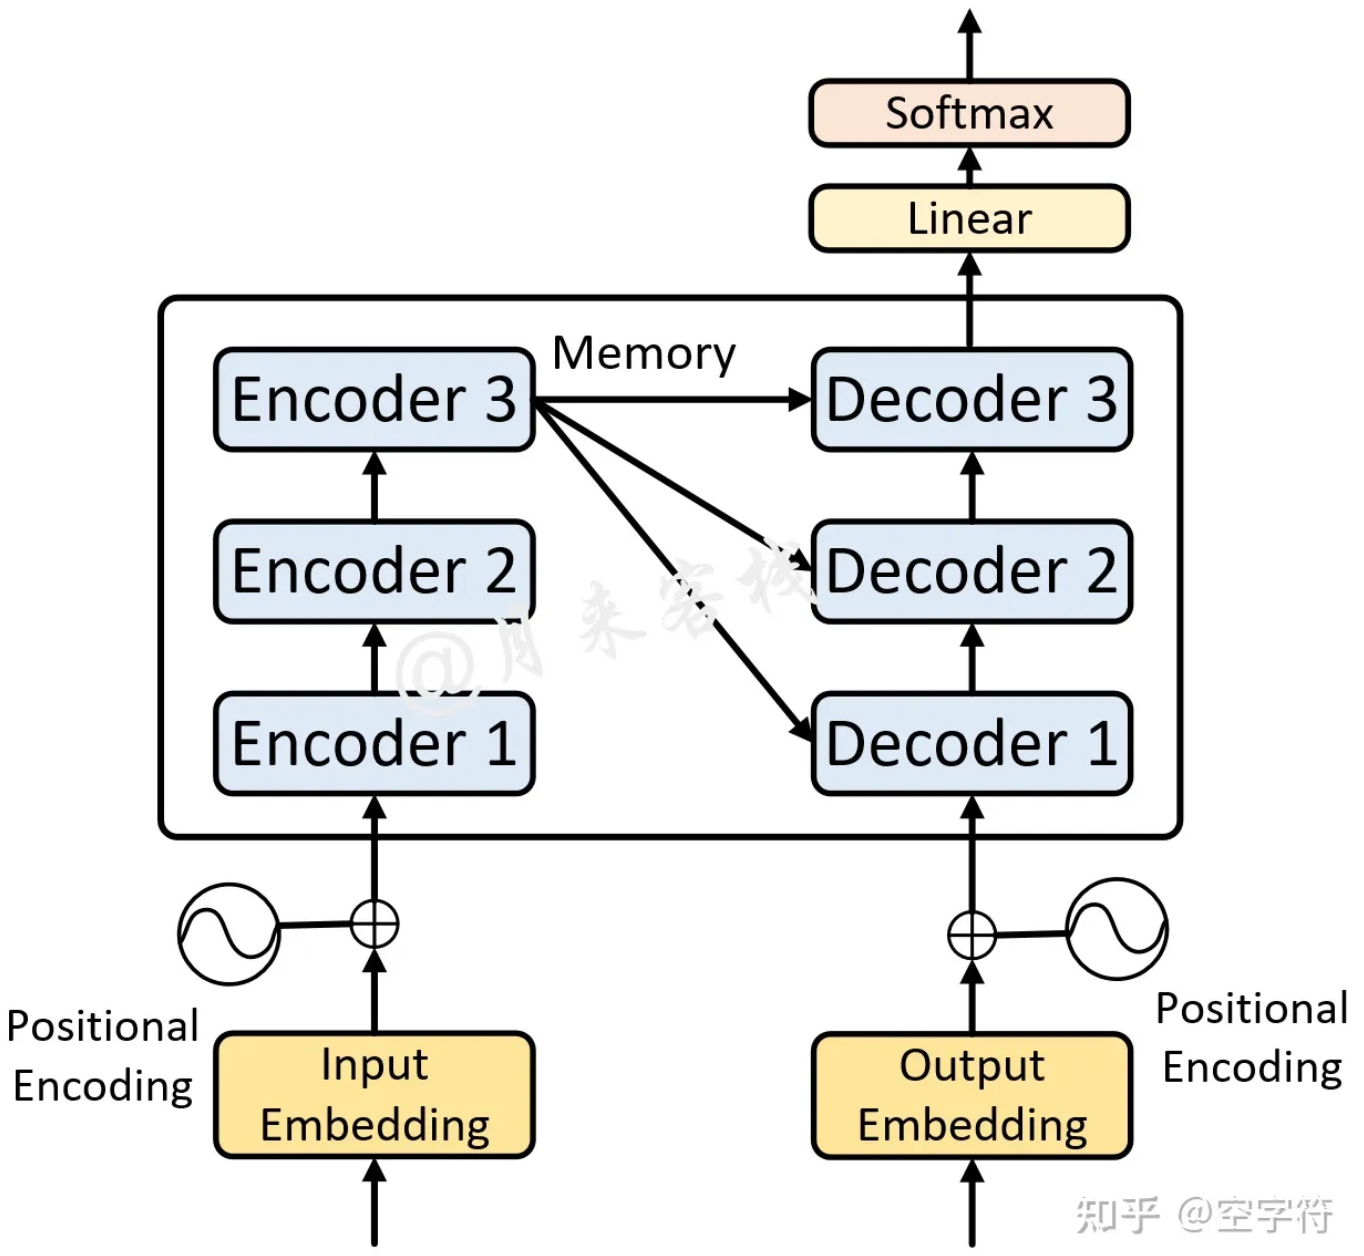 Softmax
Linear
Memory
Encoder 3
Decoder 3
Encoder 2
Decoder 2
@月来客栈
Encoder 1
Decoder 1
Positional
Encoding
Input
Embedding
Output
Embedding
Positional
Encoding
知乎 @空字符